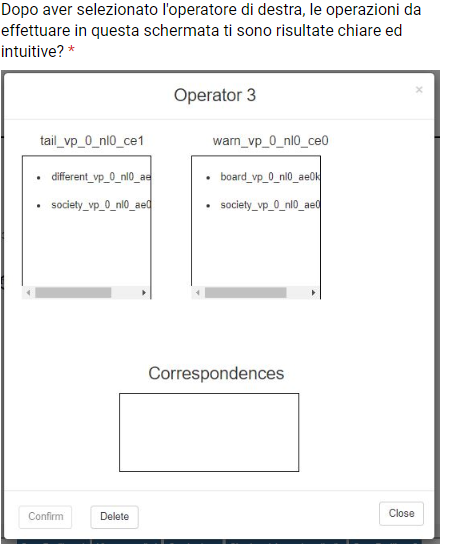 Dopo aver selezionato l'operatore di destra, le operazioni da
effettuare in questa schermata ti sono risultate chiare ed
intuitive? *
Operator 3
×
tail_vp_0_nl0_ce1 warn_vp_0_nl0_ce0
• different_vp_0_nl0_ae • board_vp_0_nl0_ae0k
• society_vp_0_nl0_ae0 • society_vp_0_nl0_ae0
Correspondences
Confirm Delete Close